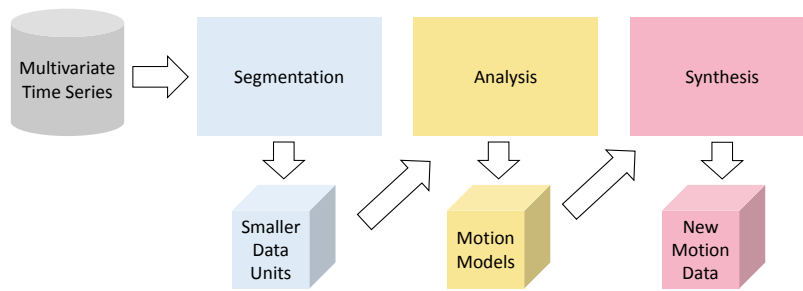 Multivariate
Time Series
Segmentation
Analysis
Synthesis
Smaller
Data
Units
Motion
Models
New
Motion
Data